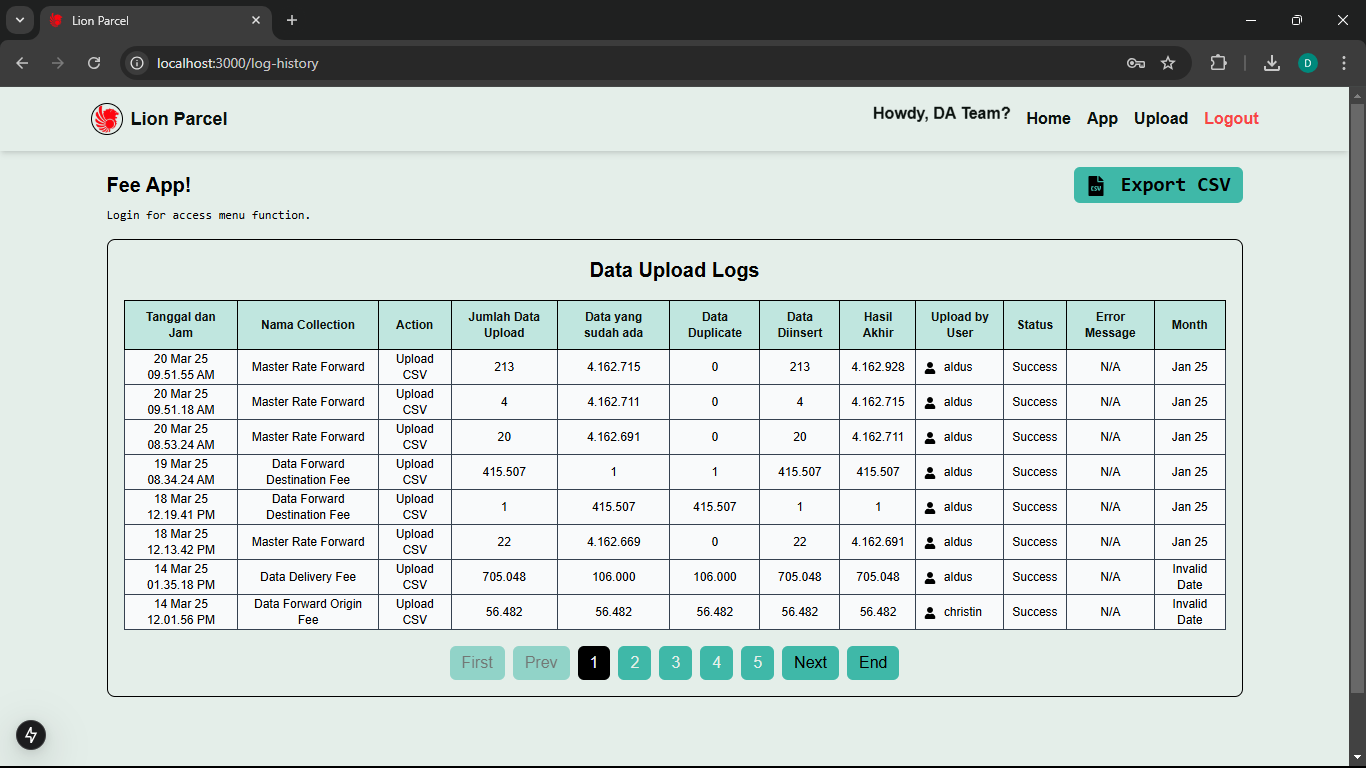 Lion Parcel
localhost:3000/log-history
D
Lion Parcel
Howdy, DA Team?
Home
App
Upload
Logout
Fee App!
CSV
Export CSV
Login for access menu function.
Data Upload Logs
Tanggal dan Jam Nama Collection Action Jumlah Data Upload Data yang sudah ada Data Duplicate Data Diinsert Hasil Akhir Upload by User Status Error Message Month
20 Mar 25 09.51.55 AM Master Rate Forward Upload CSV 213 4.162.715 0 213 4.162.928 aldus Success N/A Jan 25
20 Mar 25 09.51.18 AM Master Rate Forward Upload CSV 4 4.162.711 0 4 4.162.715 aldus Success N/A Jan 25
20 Mar 25 08.53.24 AM Master Rate Forward Upload CSV 20 4.162.691 0 20 4.162.711 aldus Success N/A Jan 25
19 Mar 25 08.34.24 AM Data Forward Destination Fee Upload CSV 415.507 1 1 415.507 415.507 aldus Success N/A Jan 25
18 Mar 25 12.19.41 PM Data Forward Destination Fee Upload CSV 1 415.507 415.507 1 1 aldus Success N/A Jan 25
18 Mar 25 12.13.42 PM Master Rate Forward Upload CSV 22 4.162.669 0 22 4.162.691 aldus Success N/A Jan 25
14 Mar 25 01.35.18 PM Data Delivery Fee Upload CSV 705.048 106.000 106.000 705.048 705.048 aldus Success N/A Invalid Date
14 Mar 25 12.01.56 PM Data Forward Origin Fee Upload CSV 56.482 56.482 56.482 56.482 56.482 christin Success N/A Invalid Date
First Prev 1 2 3 4 5 Next End